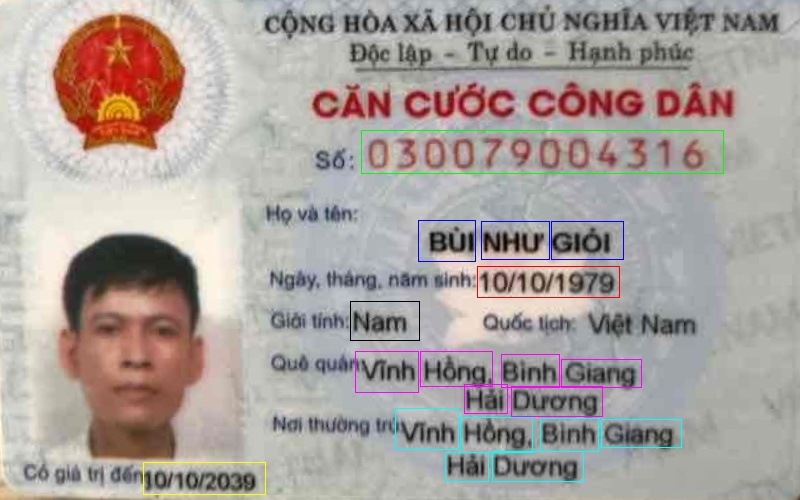 CỘNG HÒA XÃ HỘI CHỦ NGHĨA VIỆT NAM
Độc lập - Tự do - Hạnh phúc
CĂN CƯỚC CÔNG DÂN
Số: 030079004316
Họ và tên:
BÙI NHƯ GIỎI
Ngày, tháng, năm sinh: 10/10/1979
Giới tính: Nam Quốc tịch: Việt Nam
Quê quán: Vĩnh Hồng, Bình Giang
Hải Dương
Nơi thường trú: Vĩnh Hồng, Bình Giang
Hải Dương
Có giá trị đến 10/10/2039